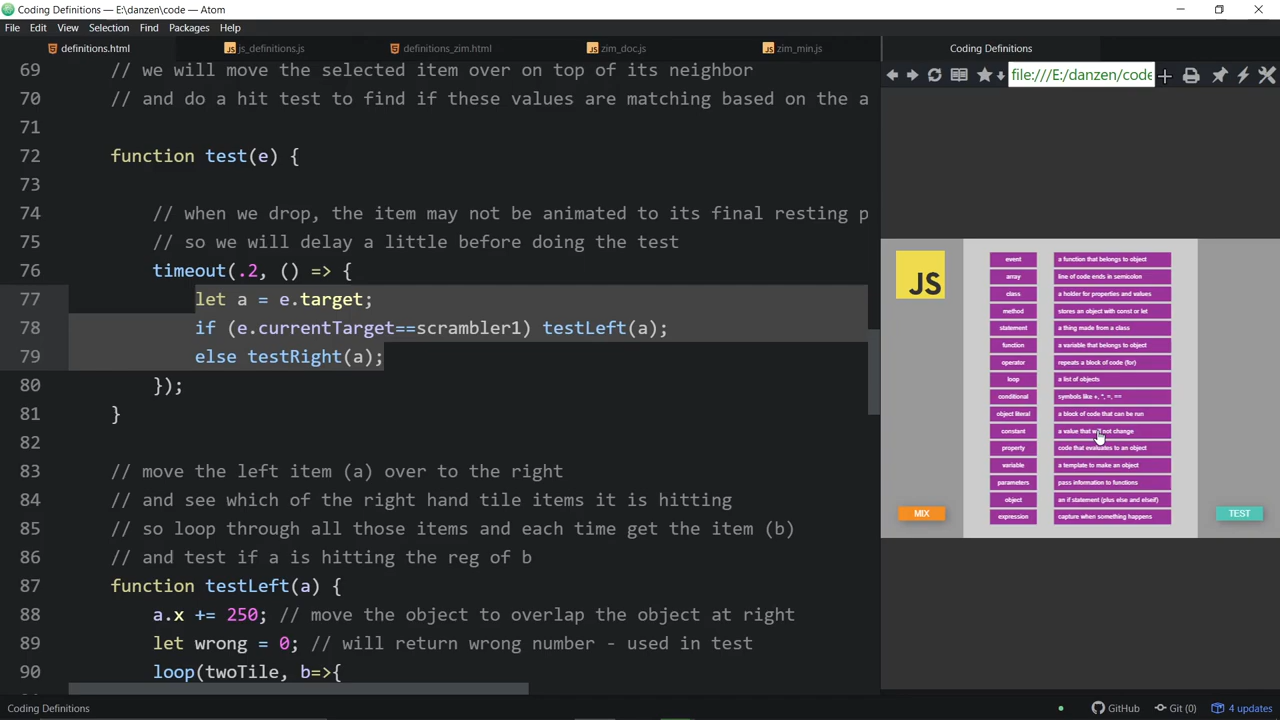 Coding Definitions — E:\danzen\code — Atom
File Edit View Selection Find Packages Help
definitions.html js_definitions.js definitions_zim.html zim_doc.js zim_min.js Coding Definitions
file:///E:/danzen/code
69 // we will move the selected item over on top of its neighbor
70 // and do a hit test to find if these values are matching based on the a
71
72 function test(e) {
73
74 // when we drop, the item may not be animated to its final resting p
75 // so we will delay a little before doing the test
76 timeout(.2, () => {
77 let a = e.target;
78 if (e.currentTarget==scrambler1) testLeft(a);
79 else testRight(a);
80 });
81 }
82
83 // move the left item (a) over to the right
84 // and see which of the right hand tile items it is hitting
85 // so loop through all those items and each time get the item (b)
86 // and test if a is hitting the reg of b
87 function testLeft(a) {
88 a.x += 250; // move the object to overlap the object at right
89 let wrong = 0; // will return wrong number - used in test
90 loop(twoTile, b=>{
JS
event a function that belongs to object
array line of code ends in semicolon
class a holder for properties and values
method stores an object with const or let
statement a thing made from a class
function a variable that belongs to object
operator repeats a block of code (for)
loop a list of objects
conditional symbols like +, *, =, ==
object literal a block of code that can be run
constant a value that will not change
property code that evaluates to an object
variable a template to make an object
parameters pass information to functions
object an if statement (plus else and elseif)
expression capture when something happens
MIX
TEST
Coding Definitions GitHub Git (0) 4 updates